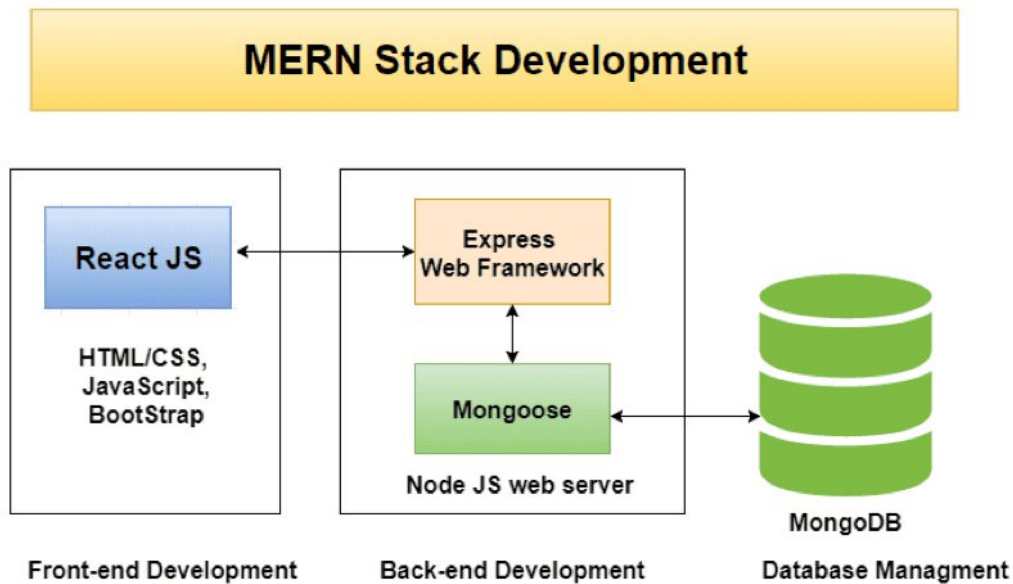 MERN Stack Development
React JS
HTML/CSS,
JavaScript,
BootStrap
Express
Web Framework
Mongoose
Node JS web server
MongoDB
Front-end Development
Back-end Development
Database Managment